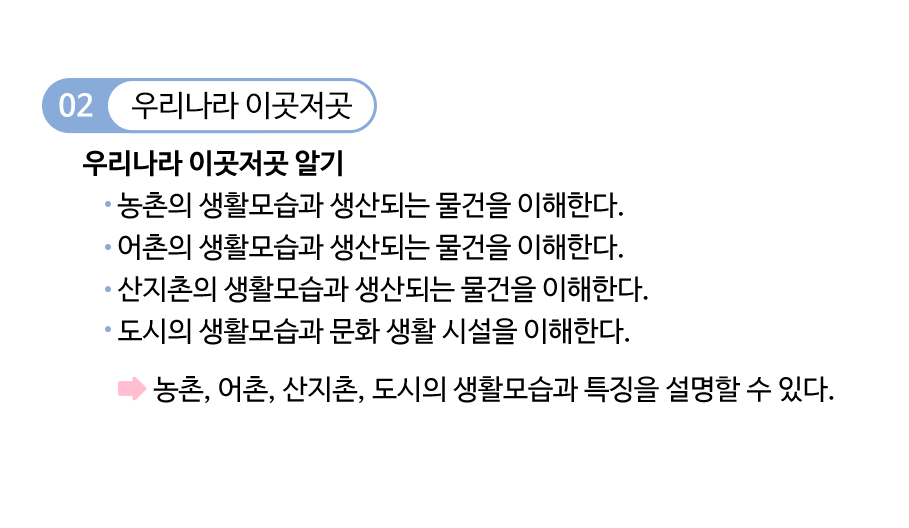 02 우리나라 이곳저곳
우리나라 이곳저곳 알기
• 농촌의 생활모습과 생산되는 물건을 이해한다.
• 어촌의 생활모습과 생산되는 물건을 이해한다.
• 산지촌의 생활모습과 생산되는 물건을 이해한다.
• 도시의 생활모습과 문화 생활 시설을 이해한다.
➡ 농촌, 어촌, 산지촌, 도시의 생활모습과 특징을 설명할 수 있다.